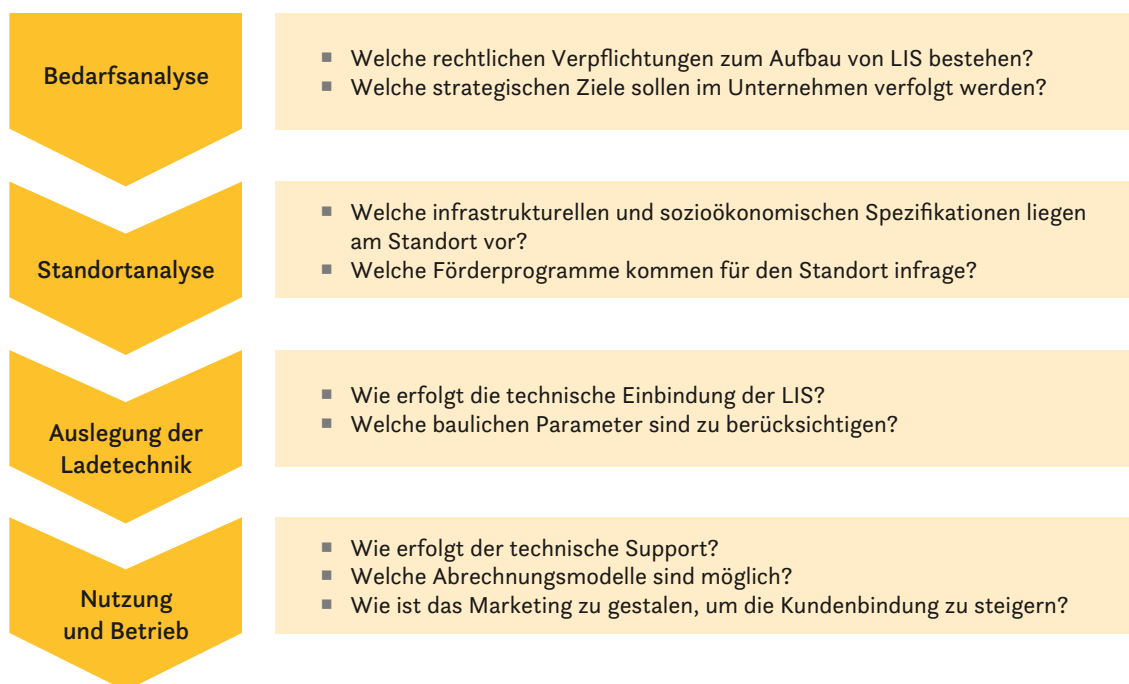 Bedarfsanalyse
▪ Welche rechtlichen Verpflichtungen zum Aufbau von LIS bestehen?
▪ Welche strategischen Ziele sollen im Unternehmen verfolgt werden?
Standortanalyse
▪ Welche infrastrukturellen und sozioökonomischen Spezifikationen liegen
am Standort vor?
▪ Welche Förderprogramme kommen für den Standort infrage?
Auslegung der
Ladetechnik
▪ Wie erfolgt die technische Einbindung der LIS?
▪ Welche baulichen Parameter sind zu berücksichtigen?
Nutzung
und Betrieb
▪ Wie erfolgt der technische Support?
▪ Welche Abrechnungsmodelle sind möglich?
▪ Wie ist das Marketing zu gestalen, um die Kundenbindung zu steigern?